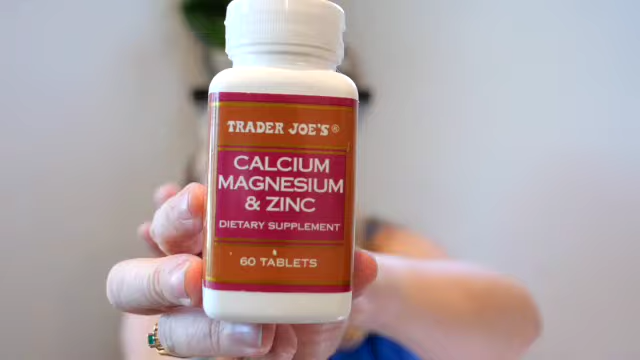 TRADER JOE'S®
CALCIUM
MAGNESIUM
& ZINC
DIETARY SUPPLEMENT
60 TABLETS